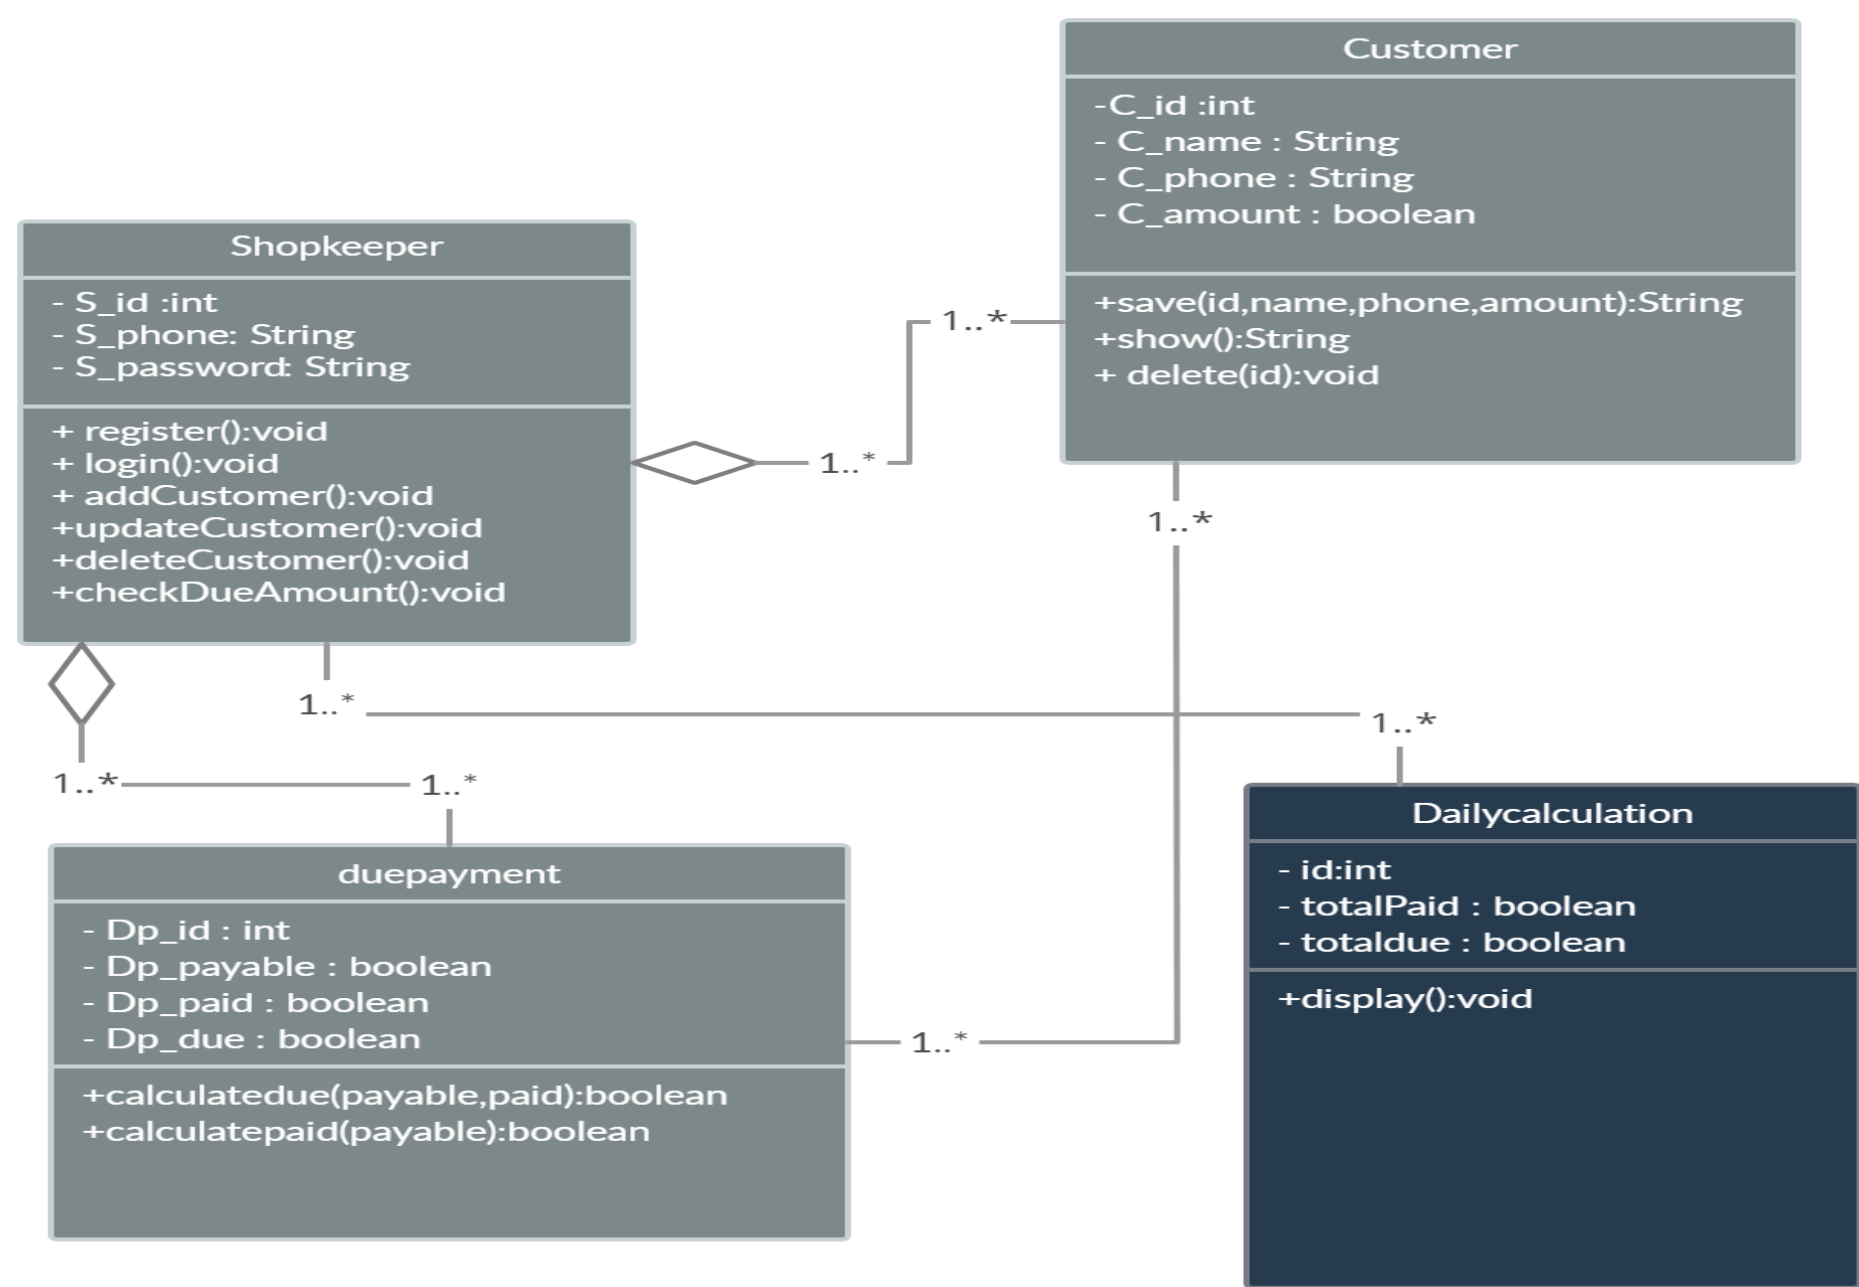 Customer
-C_id :int
- C_name : String
- C_phone : String
- C_amount : boolean
+save(id,name,phone,amount):String
+show():String
+ delete(id):void
Shopkeeper
- S_id :int
- S_phone: String
- S_password: String
+ register():void
+ login():void
+ addCustomer():void
+updateCustomer():void
+deleteCustomer():void
+checkDueAmount():void
1..*
1..*
1..*
1..*
1..*
1..*
1..*
duepayment
- Dp_id : int
- Dp_payable : boolean
- Dp_paid : boolean
- Dp_due : boolean
+calculatedue(payable,paid):boolean
+calculatepaid(payable):boolean
1..*
Dailycalculation
- id:int
- totalPaid : boolean
- totaldue : boolean
+display():void